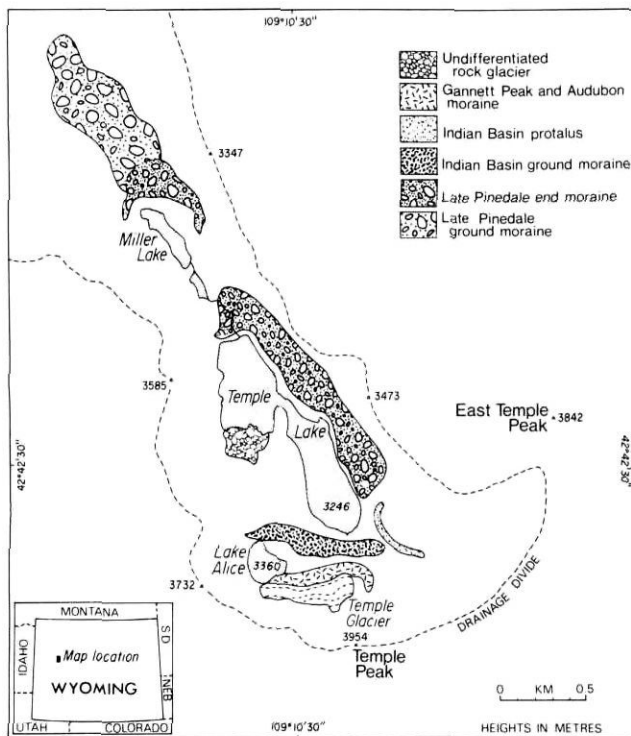 109°10'30"
Undifferentiated
rock glacier
Gannett Peak and Audubon
moraine
Indian Basin protalus
Indian Basin ground moraine
Late Pinedale end moraine
Late Pinedale
ground moraine
3347
Miller
Lake
3585
3473
Temple
Lake
East Temple
Peak
3842
42°42'30"
42°42'30"
3246
Lake
Alice
3360
3732
Temple
Glacier
DRAINAGE DIVIDE
3954
Temple
Peak
MONTANA
IDAHO
S D
Map location
WYOMING
NEB
UTAH
COLORADO
109°10'30"
0 KM 0.5
HEIGHTS IN METRES